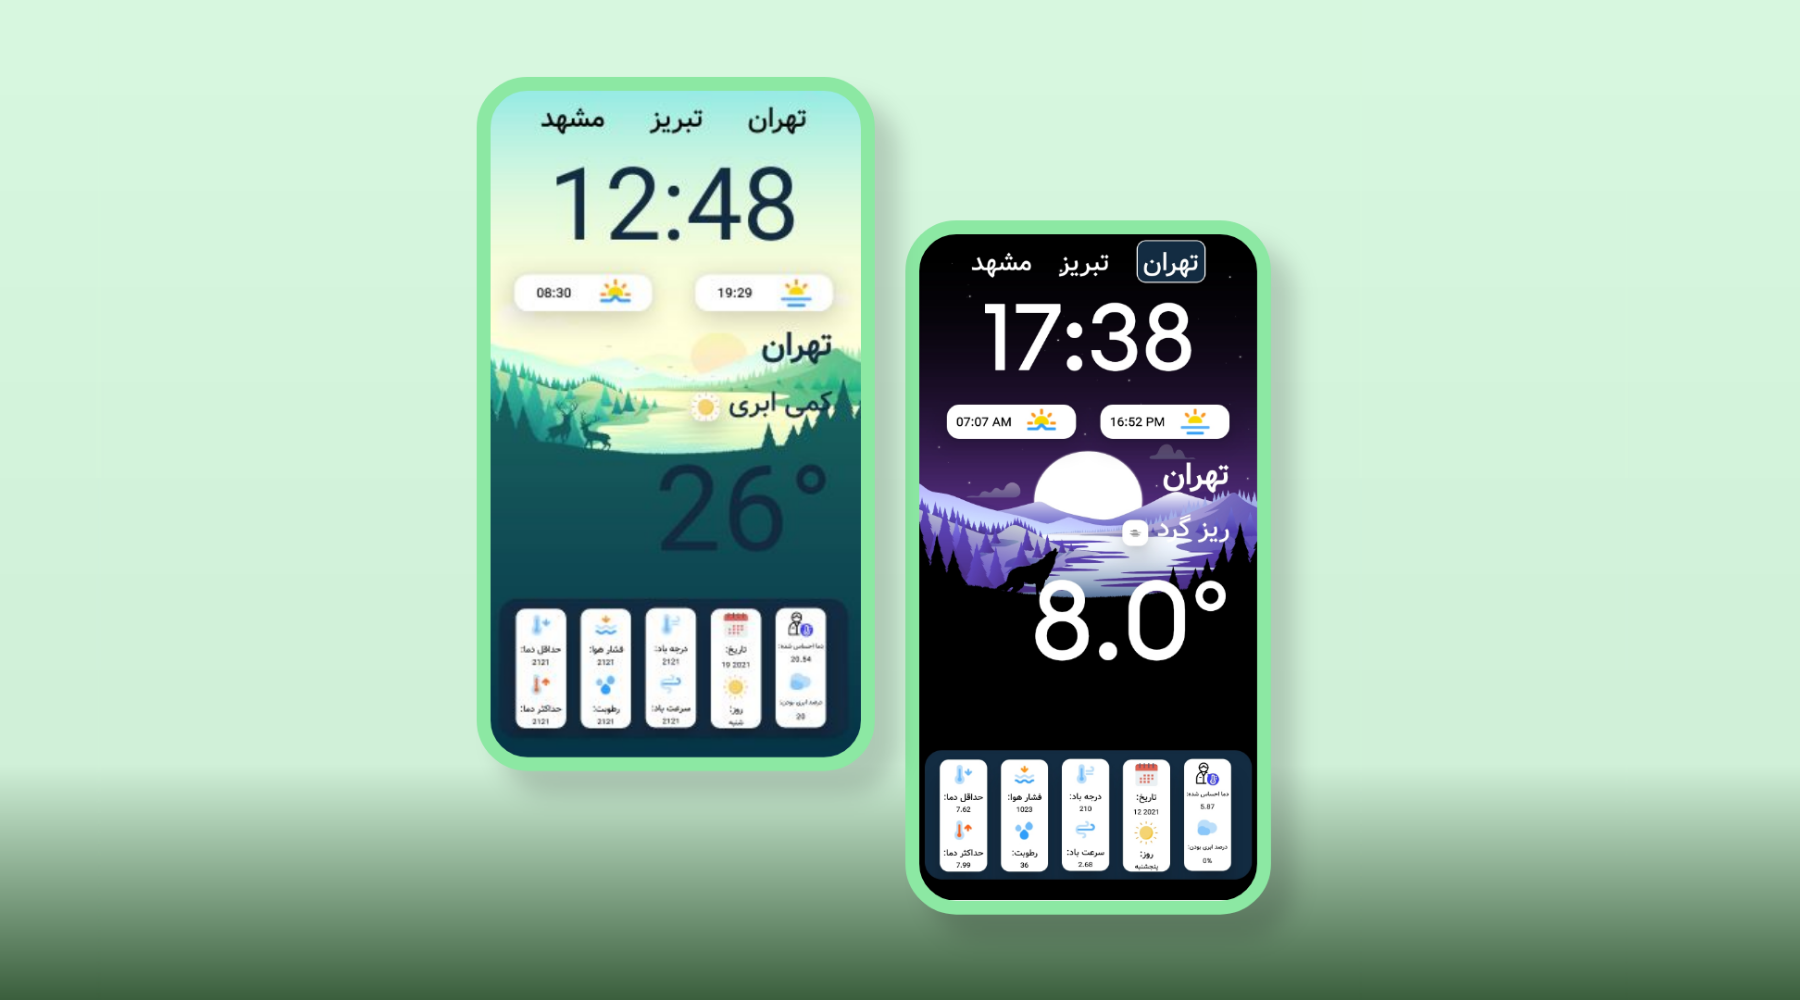 تهران تبریز مشهد
12:48
19:29 08:30
تهران
کمی ابری
26°
دما احساس شده: تاریخ: درجه باد: فشار هوا: حداقل دما:
20.54 19 2021 2121 2121 2121
درصد ابری بودن: روز: سرعت باد: رطوبت: حداکثر دما:
20 شنبه 2121 2121 2121
تهران تبریز مشهد
17:38
16:52 PM 07:07 AM
تهران
ریز گرد
8.0°
دما احساس شده: تاریخ: درجه باد: فشار هوا: حداقل دما:
5.87 12 2021 210 1023 7.62
درصد ابری بودن: روز: سرعت باد: رطوبت: حداکثر دما:
0% پنجشنبه 2.68 36 7.99